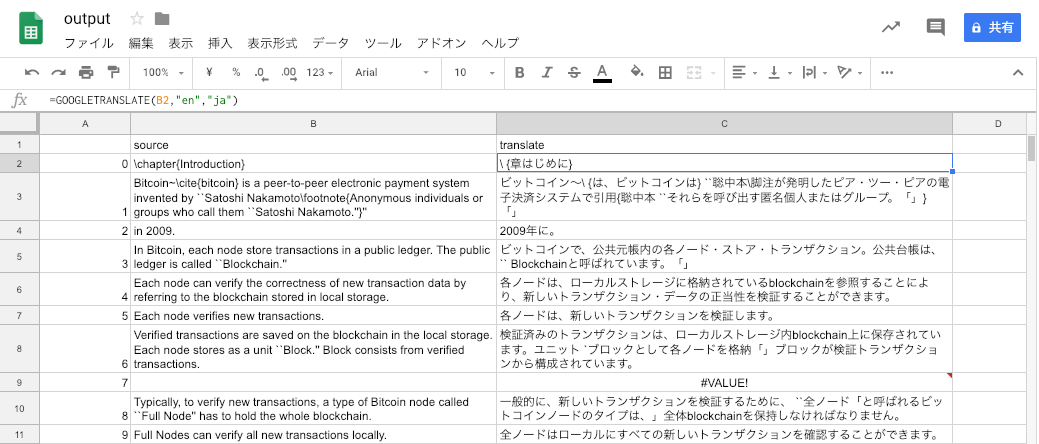 output
ファイル 編集 表示 挿入 表示形式 データ ツール アドオン ヘルプ
共有
100% ¥ % .0 .00 123 Arial 10 B I S A
fx =GOOGLETRANSLATE(B2,"en","ja")
A B C D
1 source translate
2 0 \chapter{Introduction} \ {章はじめに}
3 1 Bitcoin~\cite{bitcoin} is a peer-to-peer electronic payment system
invented by ``Satoshi Nakamoto\footnote{Anonymous individuals or
groups who call them ``Satoshi Nakamoto.''}''
ビットコイン〜\ {は、ビットコインは} ``聡中本\脚注が発明したピア・ツー・ピアの電
子決済システムで引用{聡中本 ``それらを呼び出す匿名個人またはグループ。「」}
「」
4 2 in 2009. 2009年に。
5 3 In Bitcoin, each node store transactions in a public ledger. The public
ledger is called ``Blockchain.''
ビットコインで、公共元帳内の各ノード・ストア・トランザクション。公共台帳は、
`` Blockchainと呼ばれています。「」
6 4 Each node can verify the correctness of new transaction data by
referring to the blockchain stored in local storage.
各ノードは、ローカルストレージに格納されているblockchainを参照することによ
り、新しいトランザクション・データの正当性を検証することができます。
7 5 Each node verifies new transactions. 各ノードは、新しいトランザクションを検証します。
8 6 Verified transactions are saved on the blockchain in the local storage.
Each node stores as a unit ``Block.'' Block consists from verified
transactions.
検証済みのトランザクションは、ローカルストレージ内blockchain上に保存されてい
ます。ユニット `ブロックとして各ノードを格納「」ブロックが検証トランザクショ
ンから構成されています。
9 7 #VALUE!
10 8 Typically, to verify new transactions, a type of Bitcoin node called
``Full Node'' has to hold the whole blockchain.
一般的に、新しいトランザクションを検証するために、 ``全ノード「と呼ばれるビッ
トコインノードのタイプは、」全体blockchainを保持しなければなりません。
11 9 Full Nodes can verify all new transactions locally. 全ノードはローカルにすべての新しいトランザクションを確認することができます。